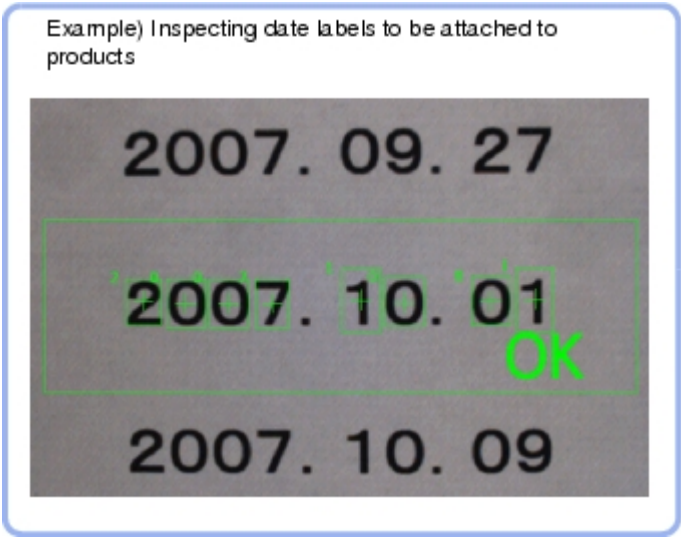 Example) Inspecting date labels to be attached to
products
2007. 09. 27
2007. 10. 01
OK
2007. 10. 09